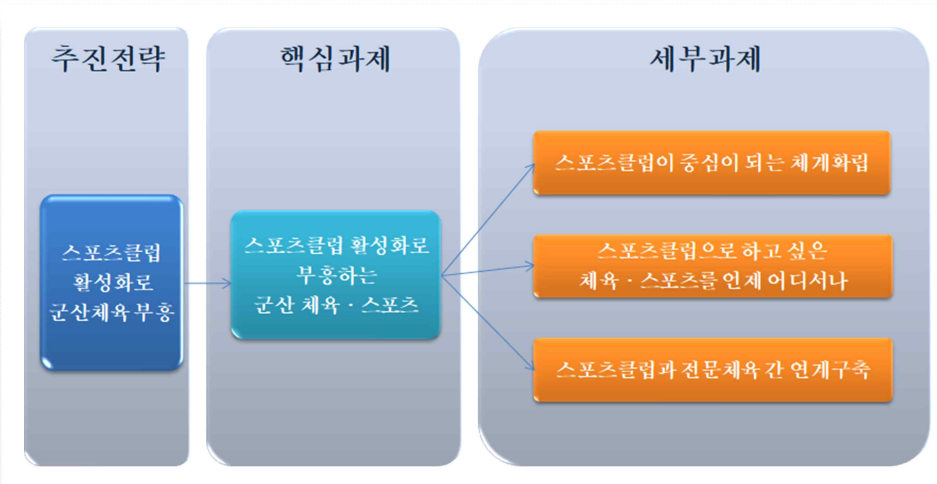 추진전략
핵심과제
세부과제
스포츠클럽
활성화로
군산체육 부흥
스포츠클럽 활성화로
부흥하는
군산 체육 · 스포츠
스포츠클럽이 중심이 되는 체계화립
스포츠클럽으로 하고 싶은
체육 · 스포츠를 언제 어디서나
스포츠클럽과 전문체육 간 연계구축